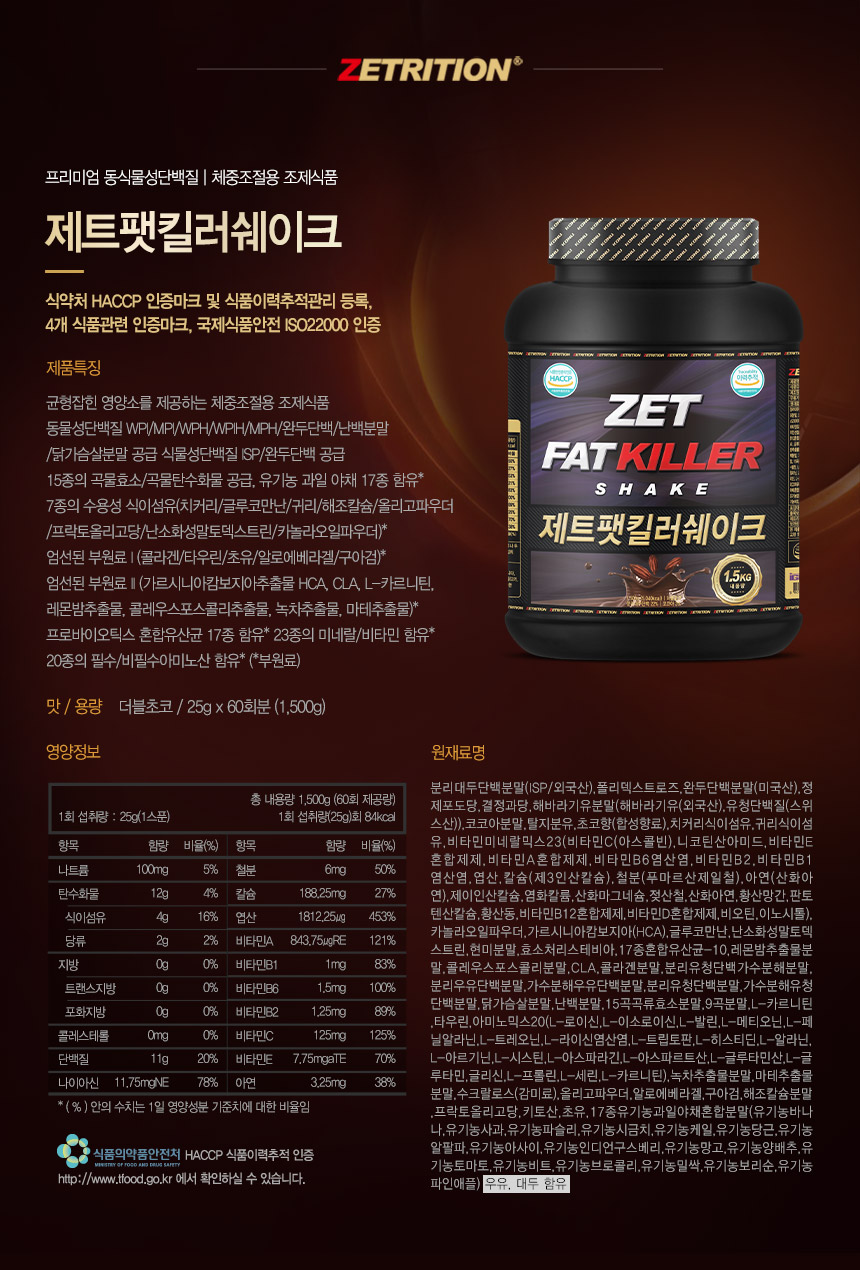 ZETRITION®
프리미엄 동식물성단백질 | 체중조절용 조제식품
제트팻킬러쉐이크
식약처 HACCP 인증마크 및 식품이력추적관리 등록,
4개 식품관련 인증마크, 국제식품안전 ISO22000 인증
제품특징
균형잡힌 영양소를 제공하는 체중조절용 조제식품
동물성단백질 WPI/MPI/WPH/WPIH/MPH/완두단백/난백분말
/닭가슴살분말 공급 식물성단백질 ISP/완두단백 공급
15종의 곡물효소/곡물탄수화물 공급, 유기농 과일 야채 17종 함유*
7종의 수용성 식이섬유(치커리/글루코만난/귀리/해조칼슘/올리고파우더
/프락토올리고당/난소화성말토덱스트린/카놀라오일파우더)*
엄선된 부원료 I (콜라겐/타우린/초유/알로에베라겔/구아검)*
엄선된 부원료 II (가르시니아캄보지아추출물 HCA, CLA, L-카르니틴,
레몬밤추출물, 콜레우스포스콜리추출물, 녹차추출물, 마테추출물)*
프로바이오틱스 혼합유산균 17종 함유* 23종의 미네랄/비타민 함유*
20종의 필수/비필수아미노산 함유* (*부원료)
맛 / 용량 더블초코 / 25g x 60회분 (1,500g)
HACCP
이력추적
ZET
FAT KILLER
SHAKE
제트팻킬러쉐이크
1.5KG
내용량
영양정보
총 내용량 1,500g (60회 제공량)
1회 섭취량 : 25g(1스푼) 1회 섭취량(25g)회 84kcal
항목 함량 비율(%) 항목 함량 비율(%)
나트륨 100mg 5% 철분 6mg 50%
탄수화물 12g 4% 칼슘 188,25mg 27%
식이섬유 4g 16% 엽산 1812,25㎍ 453%
당류 2g 2% 비타민A 843,75㎍RE 121%
지방 0g 0% 비타민B1 1mg 83%
트랜스지방 0g 0% 비타민B6 1,5mg 100%
포화지방 0g 0% 비타민B2 1,25mg 89%
콜레스테롤 0mg 0% 비타민C 125mg 125%
단백질 11g 20% 비타민E 7,75mgaTE 70%
나이아신 11,75mgNE 78% 아연 3,25mg 38%
* ( % ) 안의 수치는 1일 영양성분 기준치에 대한 비율임
식품의약품안전처 HACCP 식품이력추적 인증
MINISTRY OF FOOD AND DRUG SAFETY
http://www.tfood.go.kr 에서 확인하실 수 있습니다.
원재료명
분리대두단백분말(ISP/외국산),폴리덱스트로즈,완두단백분말(미국산),정
제포도당,결정과당,해바라기유분말(해바라기유(외국산),유청단백질(스위
스산)),코코아분말,탈지분유,초코향(합성향료),치커리식이섬유,귀리식이섬
유,비타민미네랄믹스23(비타민C(아스콜빈),니코틴산아미드,비타민E
혼합제제,비타민A혼합제제,비타민B6염산염,비타민B2,비타민B1
염산염,엽산,칼슘(제3인산칼슘),철분(푸마르산제일철),아연(산화아
연),제이인산칼슘,염화칼륨,산화마그네슘,젖산철,산화아연,황산망간,판토
텐산칼슘,황산동,비타민B12혼합제제,비타민D혼합제제,비오틴,이노시톨),
카놀라오일파우더,가르시니아캄보지아(HCA),글루코만난,난소화성말토덱
스트린,현미분말,효소처리스테비아,17종혼합유산균-10,레몬밤추출물분
말,콜레우스포스콜리분말,CLA,콜라겐분말,분리유청단백가수분해분말,
분리우유단백분말,가수분해우유단백분말,분리유청단백분말,가수분해유청
단백분말,닭가슴살분말,난백분말,15곡곡류효소분말,9곡분말,L-카르니틴
,타우린,아미노믹스20(L-로이신,L-이소로이신,L-발린,L-메티오닌,L-페
닐알라닌,L-트레오닌,L-라이신염산염,L-트립토판,L-히스티딘,L-알라닌,
L-아르기닌,L-시스틴,L-아스파라긴,L-아스파르트산,L-글루타민산,L-글
루타민,글리신,L-프롤린,L-세린,L-카르니틴),녹차추출물분말,마테추출물
분말,수크랄로스(감미료),올리고파우더,알로에베라겔,구아검,해조칼슘분말
,프락토올리고당,키토산,초유,17종유기농과일야채혼합분말(유기농바나
나,유기농사과,유기농파슬리,유기농시금치,유기농케일,유기농당근,유기농
알팔파,유기농아사이,유기농인디언구스베리,유기농망고,유기농양배추,유
기농토마토,유기농비트,유기농브로콜리,유기농밀싹,유기농보리순,유기농
파인애플) 우유, 대두 함유